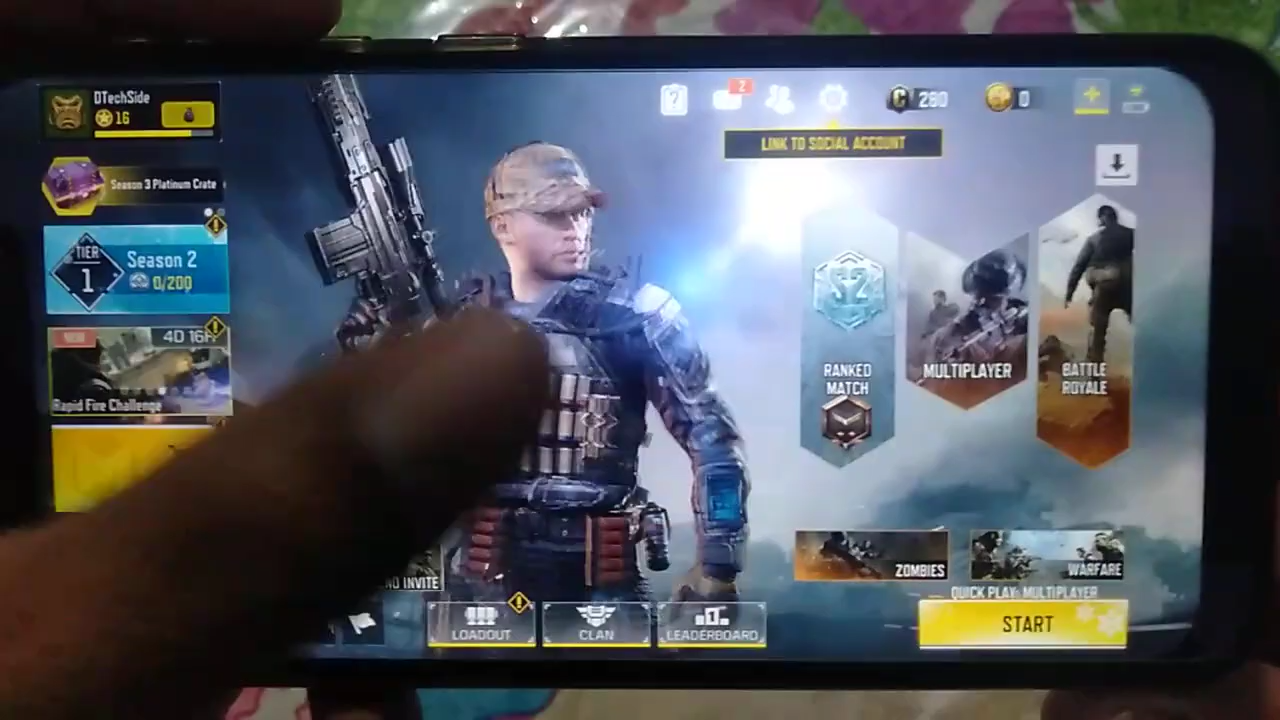 DTechSide
16
Season 3 Platinum Crate
TIER
1
Season 2
0/200
4D 16H
Rapid Fire Challenge
?
2
C 280
0
LINK TO SOCIAL ACCOUNT
S2
RANKED
MATCH
MULTIPLAYER
BATTLE
ROYALE
ZOMBIES
WARFARE
QUICK PLAY: MULTIPLAYER
START
INVITE
LOADOUT
CLAN
LEADERBOARD